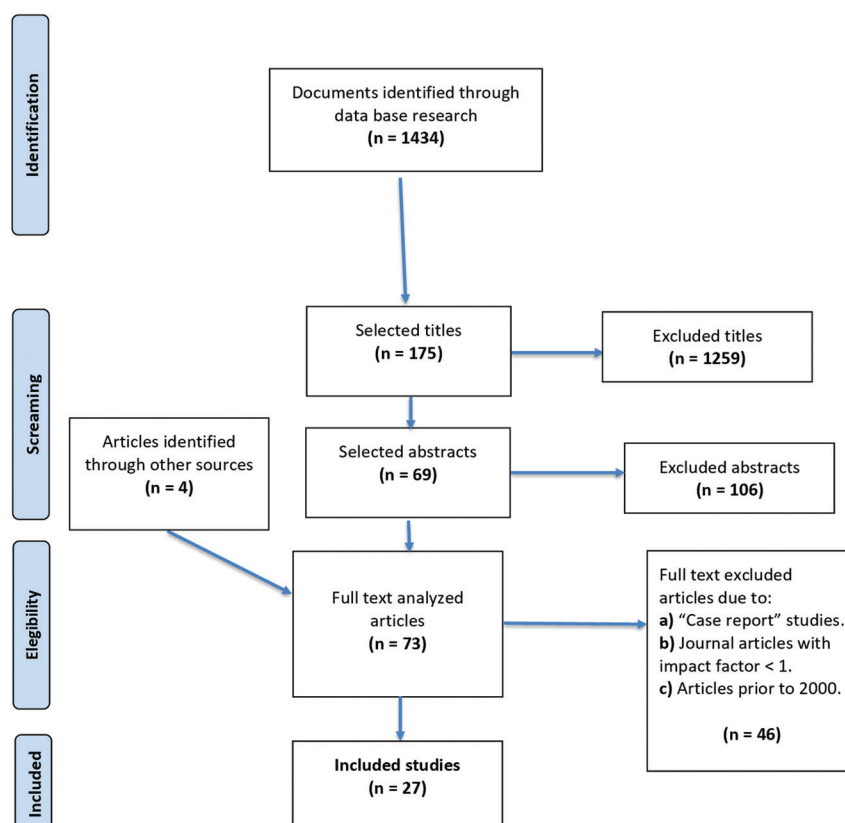 Identification
Documents identified through
data base research
(n = 1434)
Screaming
Selected titles
(n = 175)
Excluded titles
(n = 1259)
Articles identified
through other sources
(n = 4)
Selected abstracts
(n = 69)
Excluded abstracts
(n = 106)
Elegibility
Full text analyzed
articles
(n = 73)
Full text excluded
articles due to:
a) “Case report” studies.
b) Journal articles with
impact factor < 1.
c) Articles prior to 2000.
(n = 46)
Included
Included studies
(n = 27)